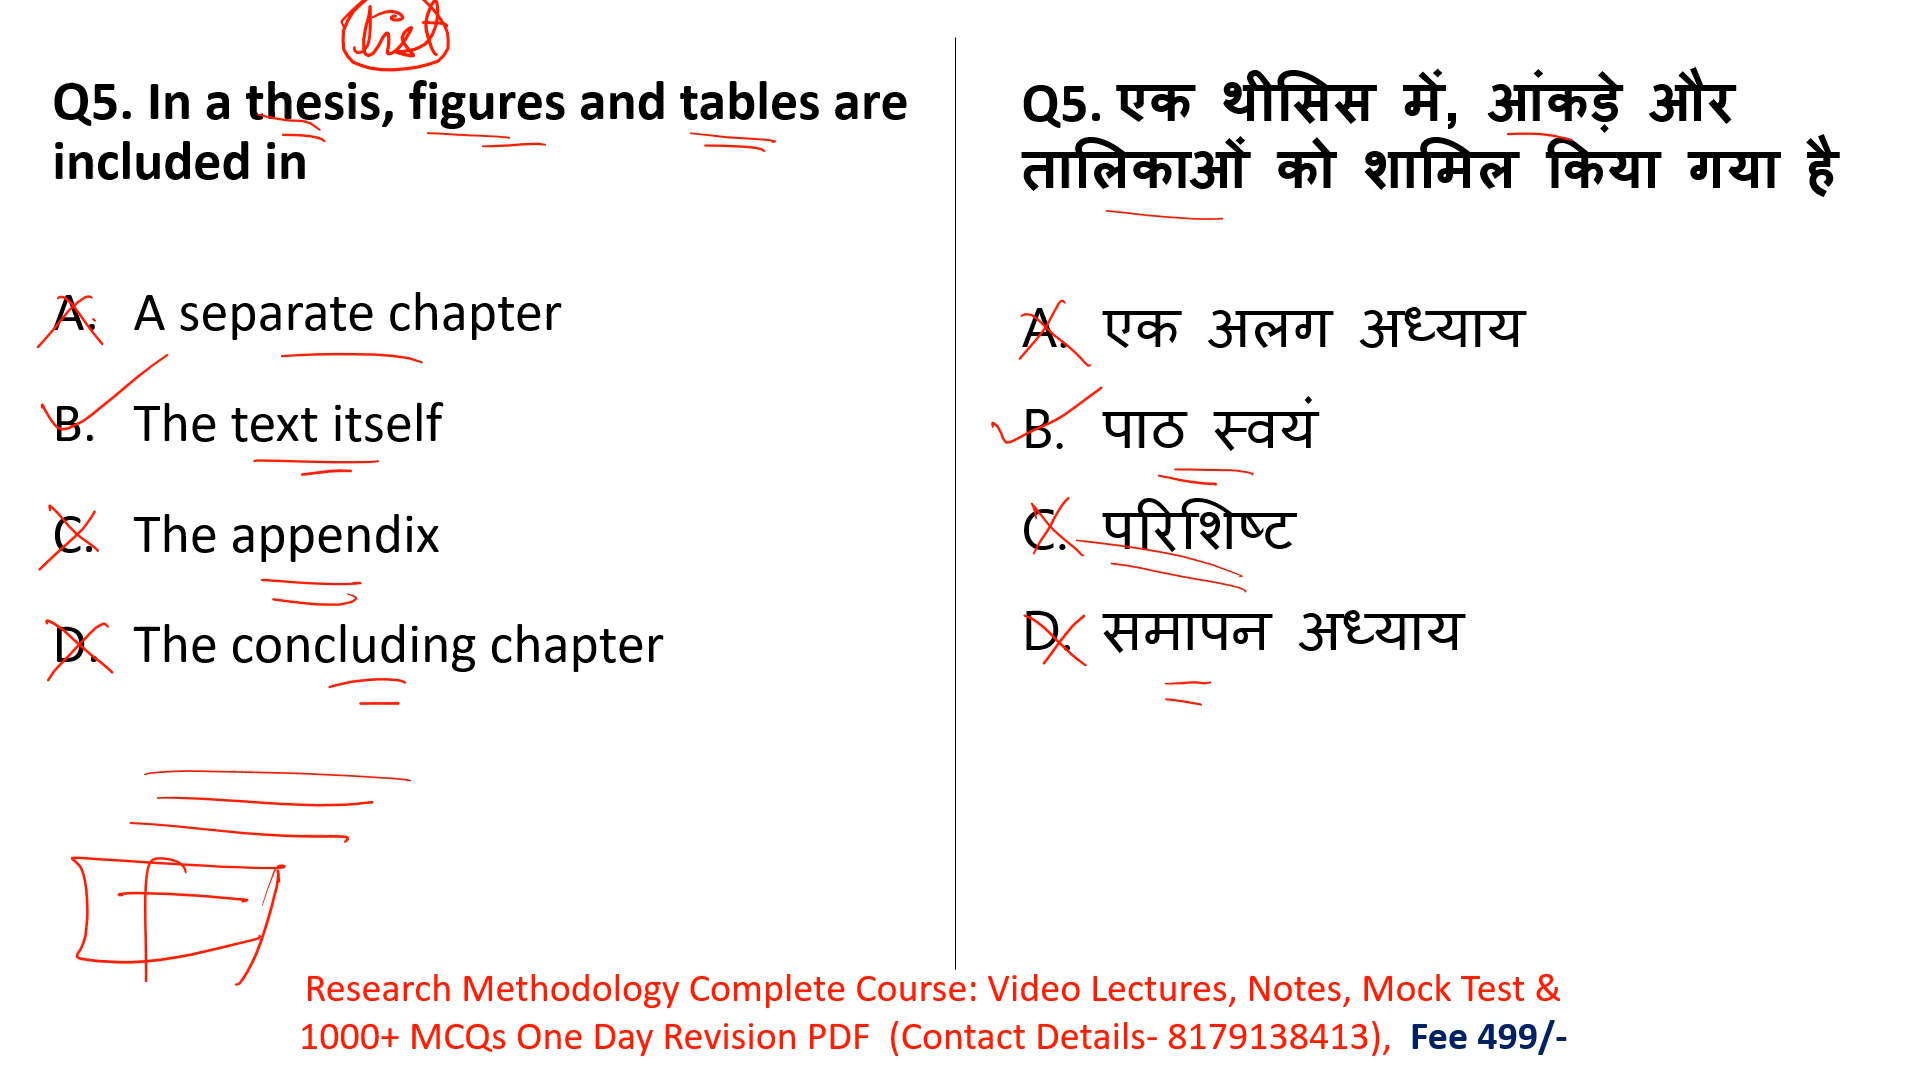 List
Q5. In a thesis, figures and tables are
included in
A. A separate chapter
B. The text itself
C. The appendix
D. The concluding chapter
Q5. एक थीसिस में, आंकड़े और
तालिकाओं को शामिल किया गया है
A. एक अलग अध्याय
B. पाठ स्वयं
C. परिशिष्ट
D. समापन अध्याय
Research Methodology Complete Course: Video Lectures, Notes, Mock Test &
1000+ MCQs One Day Revision PDF (Contact Details- 8179138413), Fee 499/-